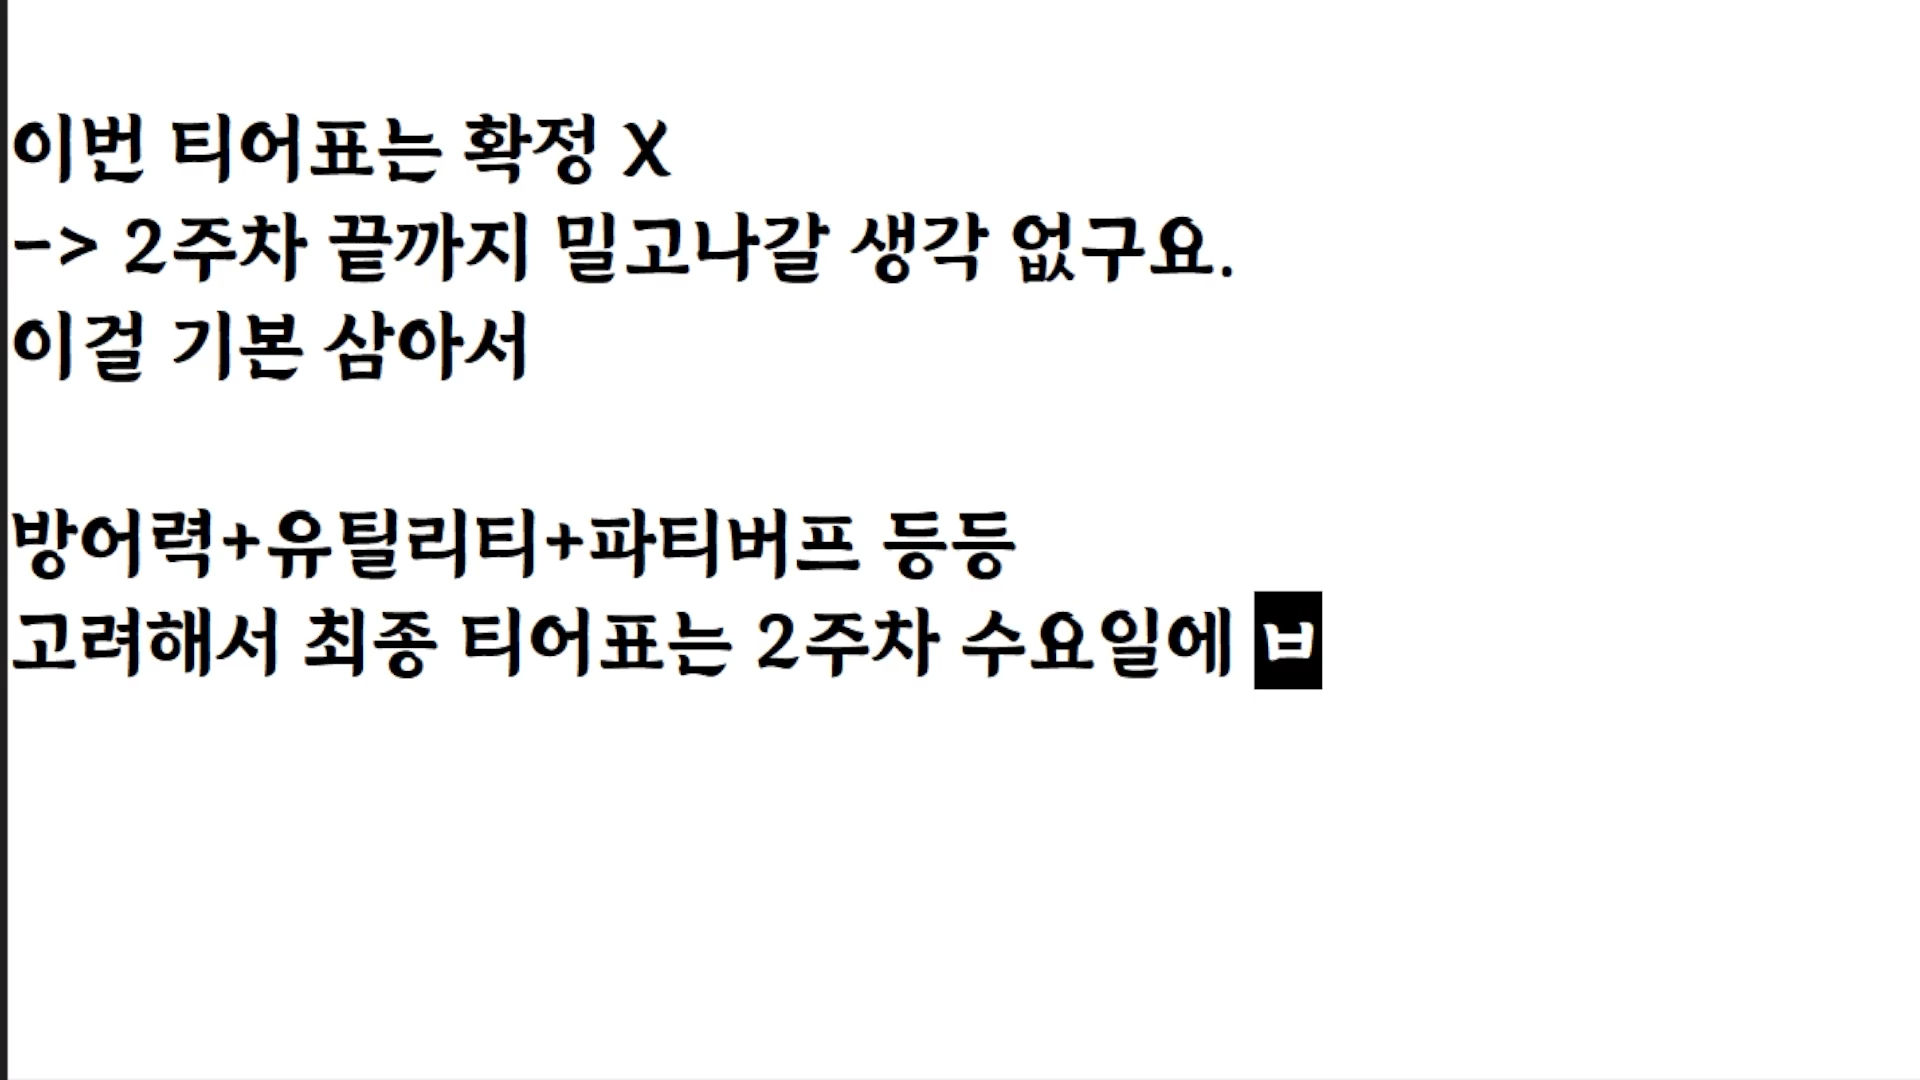 이번 티어표는 확정 X
-> 2주차 끝까지 밀고나갈 생각 없구요.
이걸 기본 삼아서
방어력+유틸리티+파티버프 등등
고려해서 최종 티어표는 2주차 수요일에 ㅂ